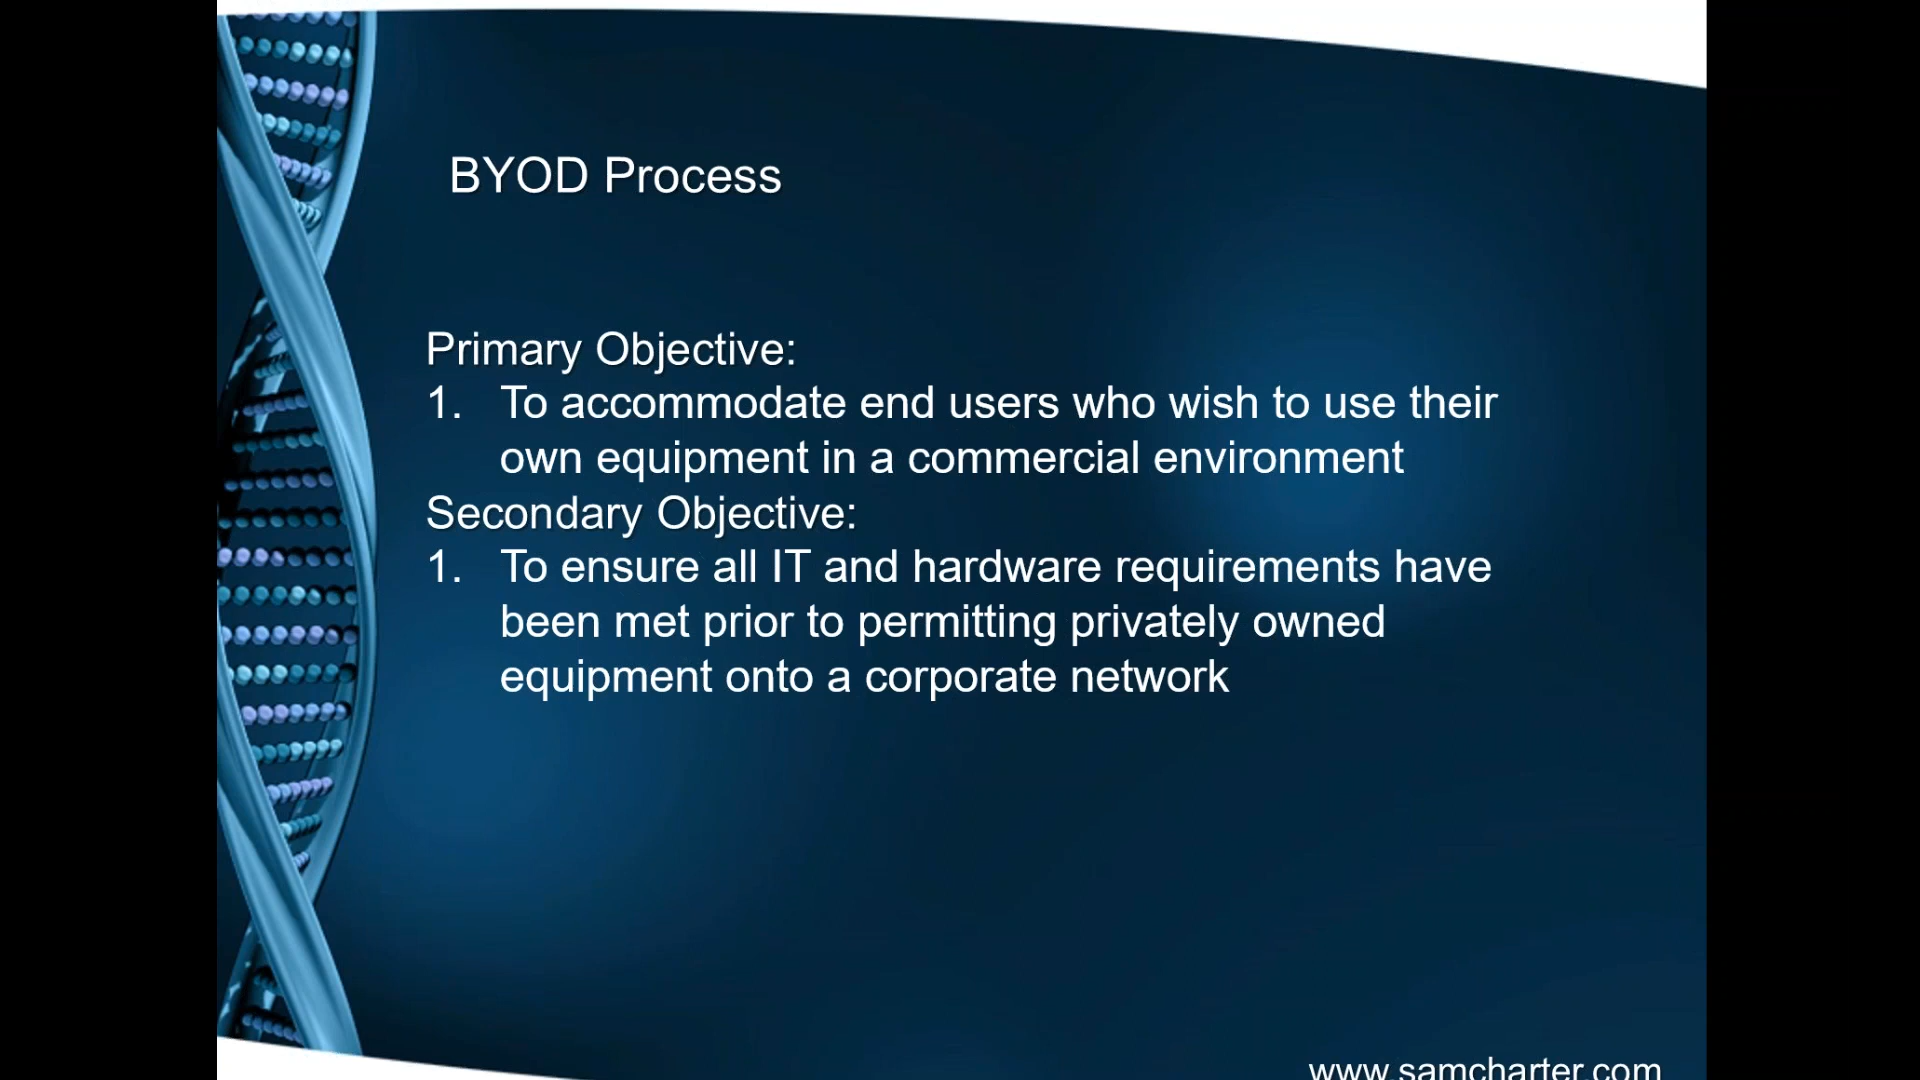 BYOD Process
Primary Objective:
1. To accommodate end users who wish to use their
own equipment in a commercial environment
Secondary Objective:
1. To ensure all IT and hardware requirements have
been met prior to permitting privately owned
equipment onto a corporate network
www.samcharter.com